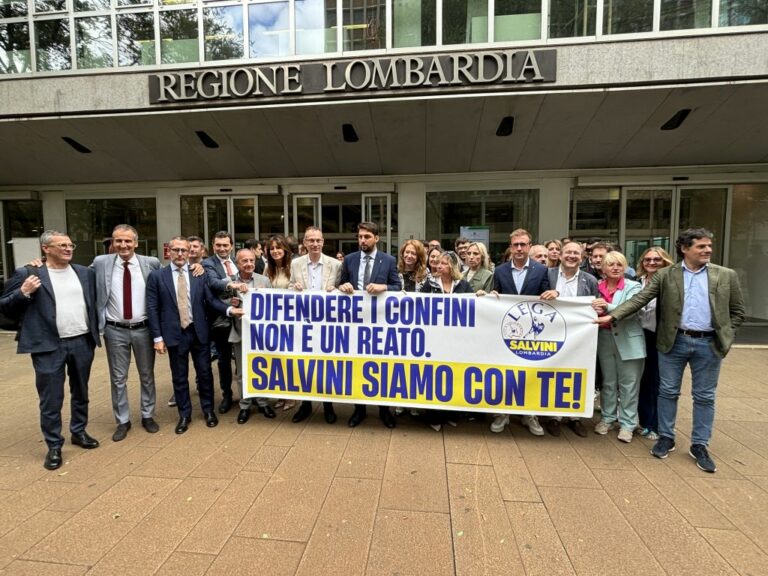 REGIONE LOMBARDIA
DIFENDERE I CONFINI
NON È UN REATO.
SALVINI SIAMO CON TE!
LEGA
SALVINI
LOMBARDIA